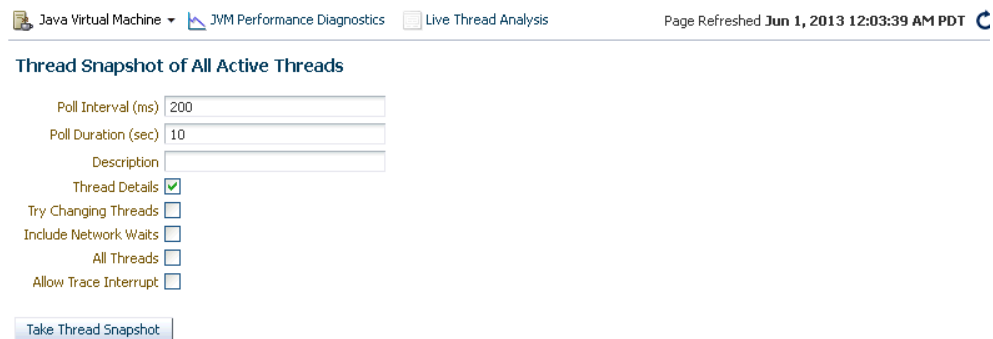 Java Virtual Machine JVM Performance Diagnostics Live Thread Analysis Page Refreshed Jun 1, 2013 12:03:39 AM PDT
Thread Snapshot of All Active Threads
Poll Interval (ms) 200
Poll Duration (sec) 10
Description
Thread Details
Try Changing Threads
Include Network Waits
All Threads
Allow Trace Interrupt
Take Thread Snapshot